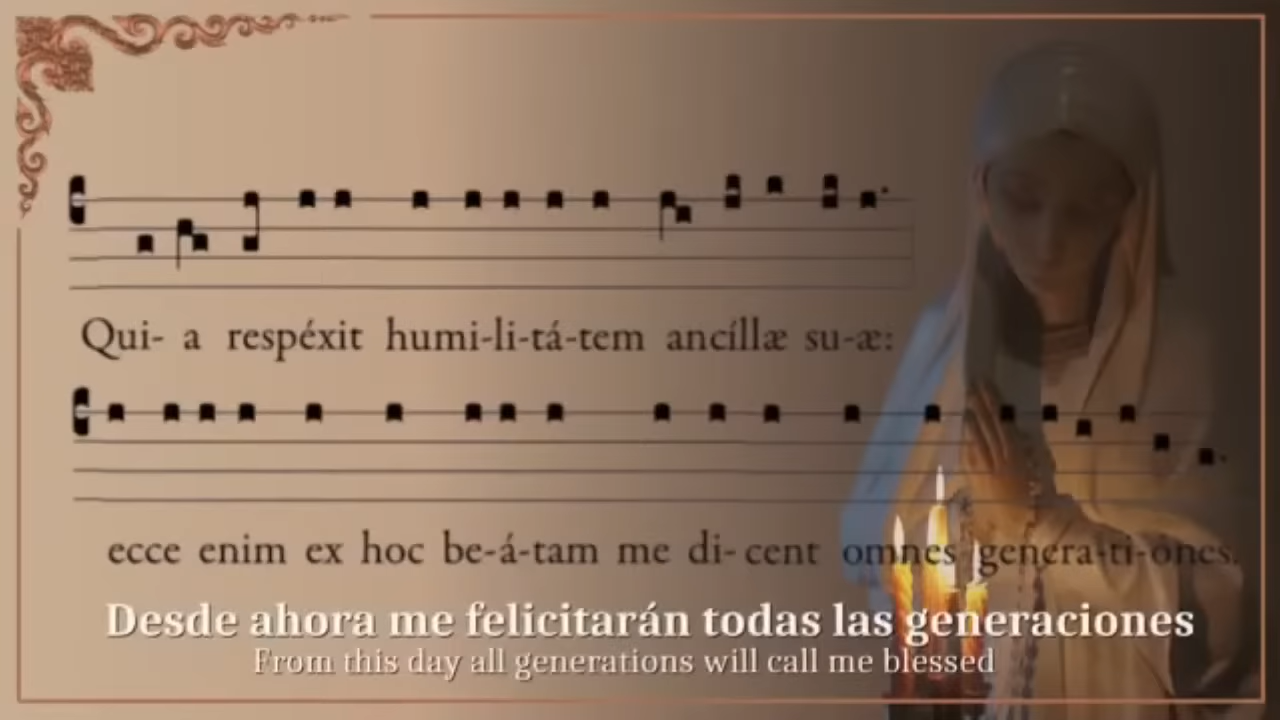 Qui- a respéxit humi-li-tá-tem ancíllæ su-æ:
ecce enim ex hoc be-á-tam me di- cent omnes genera-ti-ónes.
Desde ahora me felicitarán todas las generaciones
From this day all generations will call me blessed